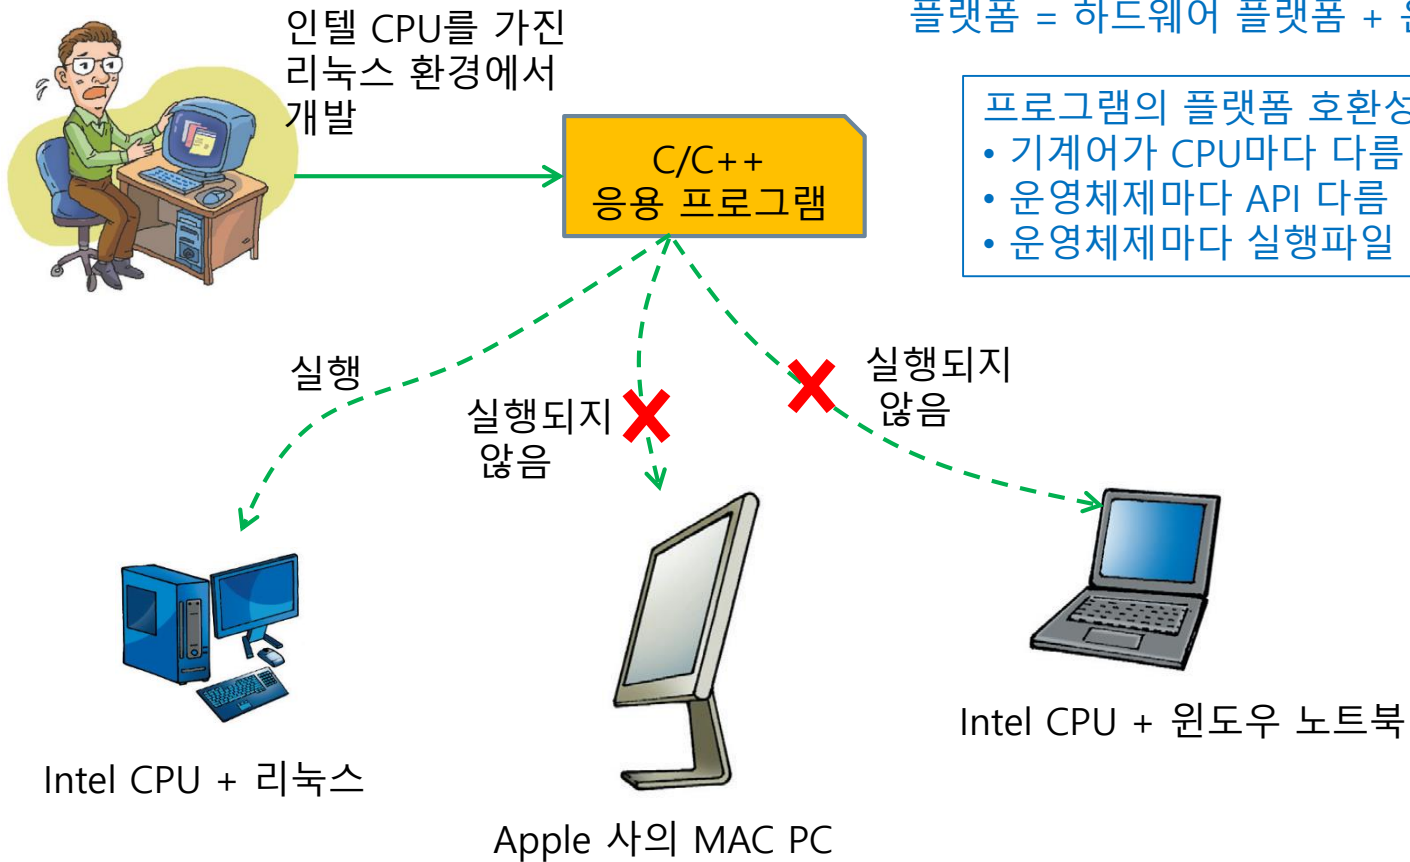 인텔 CPU를 가진
리눅스 환경에서
개발
플랫폼 = 하드웨어 플랫폼 +
프로그램의 플랫폼 호환성
• 기계어가 CPU마다 다름
• 운영체제마다 API 다름
• 운영체제마다 실행파일
C/C++
응용 프로그램
실행
실행되지
않음
실행되지
않음
Intel CPU + 리눅스
Apple 사의 MAC PC
Intel CPU + 윈도우 노트북